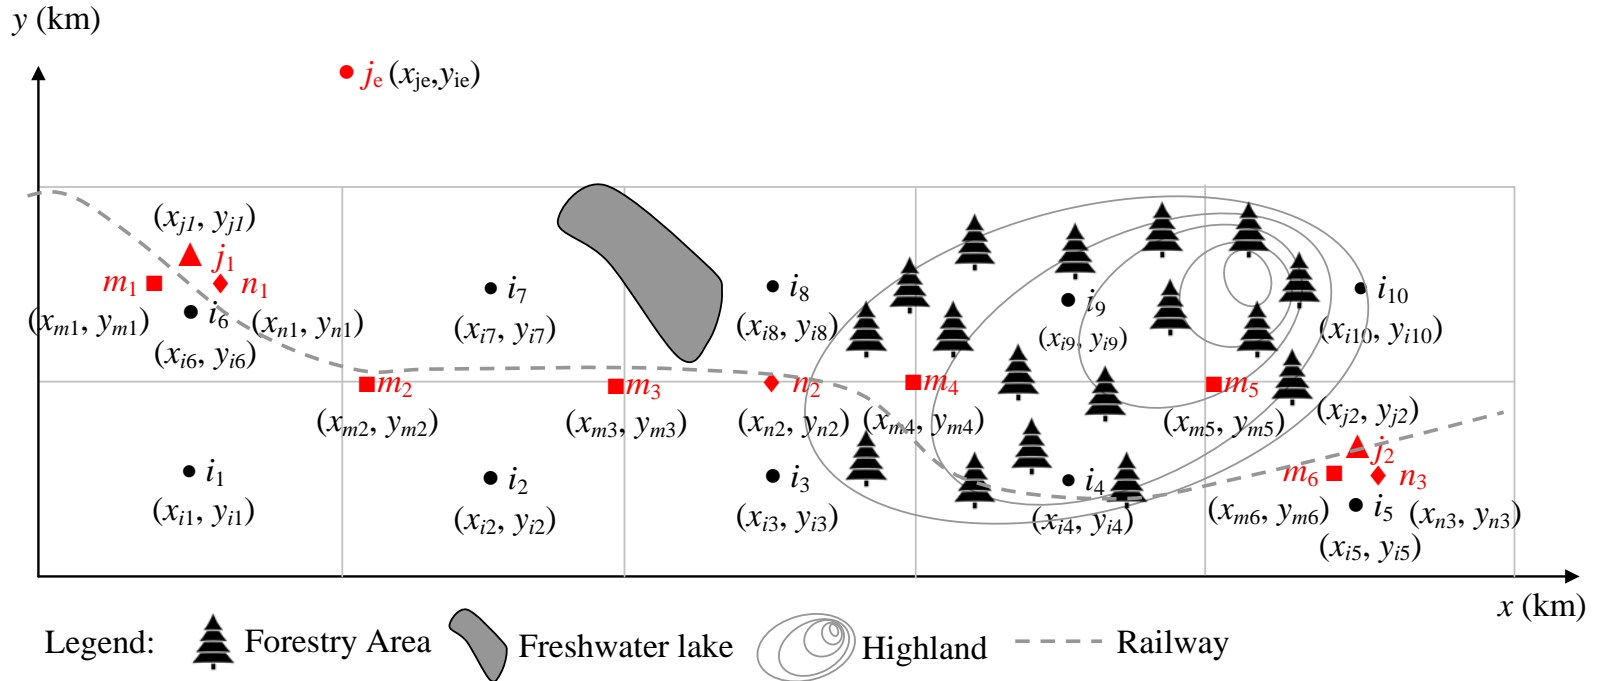 y (km)
je (xje,yie)
(xj1, yj1)
j1
m1 n1
i6
(xm1, ym1) (xn1, yn1)
(xi6, yi6)
i7
(xi7, yi7)
i8
(xi8, yi8)
i9
(xi9, yi9)
i10
(xi10, yi10)
m2
(xm2, ym2)
m3
(xm3, ym3)
n2
(xn2, yn2)
m4
(xm4, ym4)
m5
(xm5, ym5)
(xj2, yj2)
j2
m6 n3
(xm6, ym6) i5 (xn3, yn3)
(xi5, yi5)
i1
(xi1, yi1)
i2
(xi2, yi2)
i3
(xi3, yi3)
i4
(xi4, yi4)
x (km)
Legend: Forestry Area Freshwater lake Highland Railway